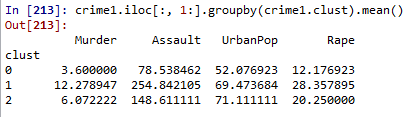 In [213]: crime1.iloc[:, 1:].groupby(crime1.clust).mean()
Out[213]:
Murder Assault UrbanPop Rape
clust
0 3.600000 78.538462 52.076923 12.176923
1 12.278947 254.842105 69.473684 28.357895
2 6.072222 148.611111 71.111111 20.250000